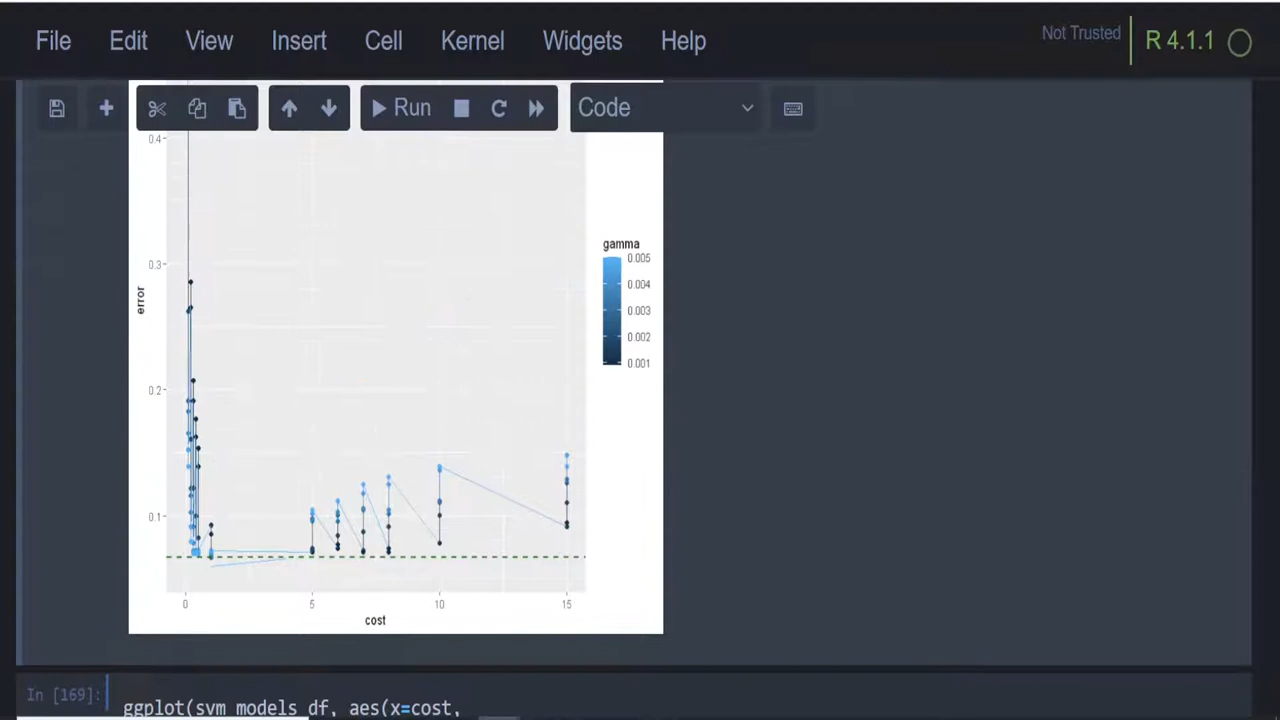 File Edit View Insert Cell Kernel Widgets Help Not Trusted R 4.1.1
Run Code
0.4
gamma
0.005
0.3
0.004
error
0.003
0.002
0.001
0.2
0.1
0 5 10 15
cost
In [169]:
ggplot(svm_models_df, aes(x=cost,